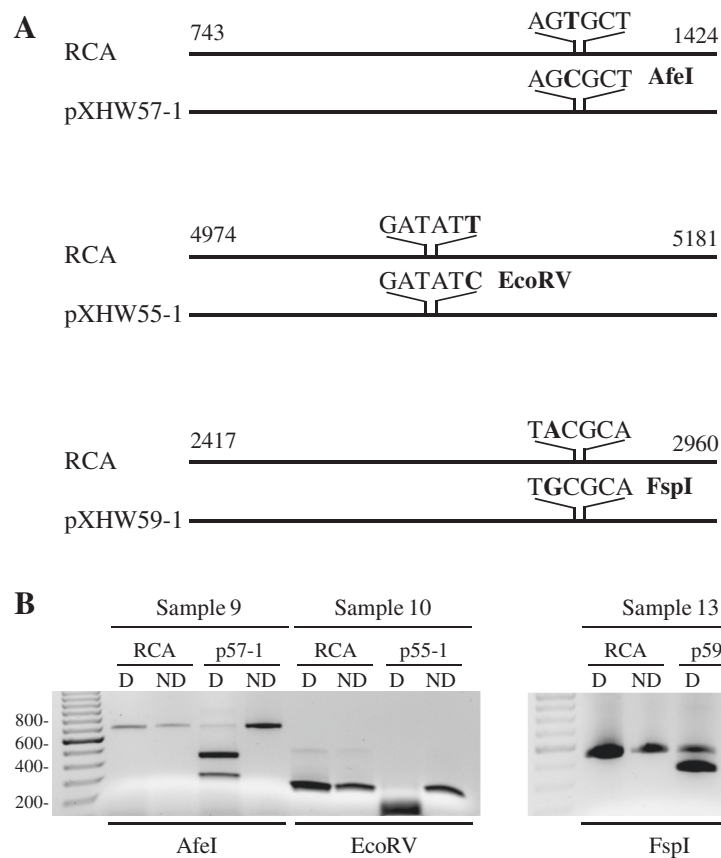 A
743
AGTGCT
1424
RCA
AGCGCT AfeI
pXHW57-1
4974
GATATT
5181
RCA
GATATC EcoRV
pXHW55-1
2417
TACGCA
2960
RCA
TGCGCA FspI
pXHW59-1
B
Sample 9 Sample 10 Sample 13
RCA p57-1 RCA p55-1 RCA p59
D ND D ND D ND D ND D ND D
800-
600-
400-
200-
AfeI EcoRV FspI